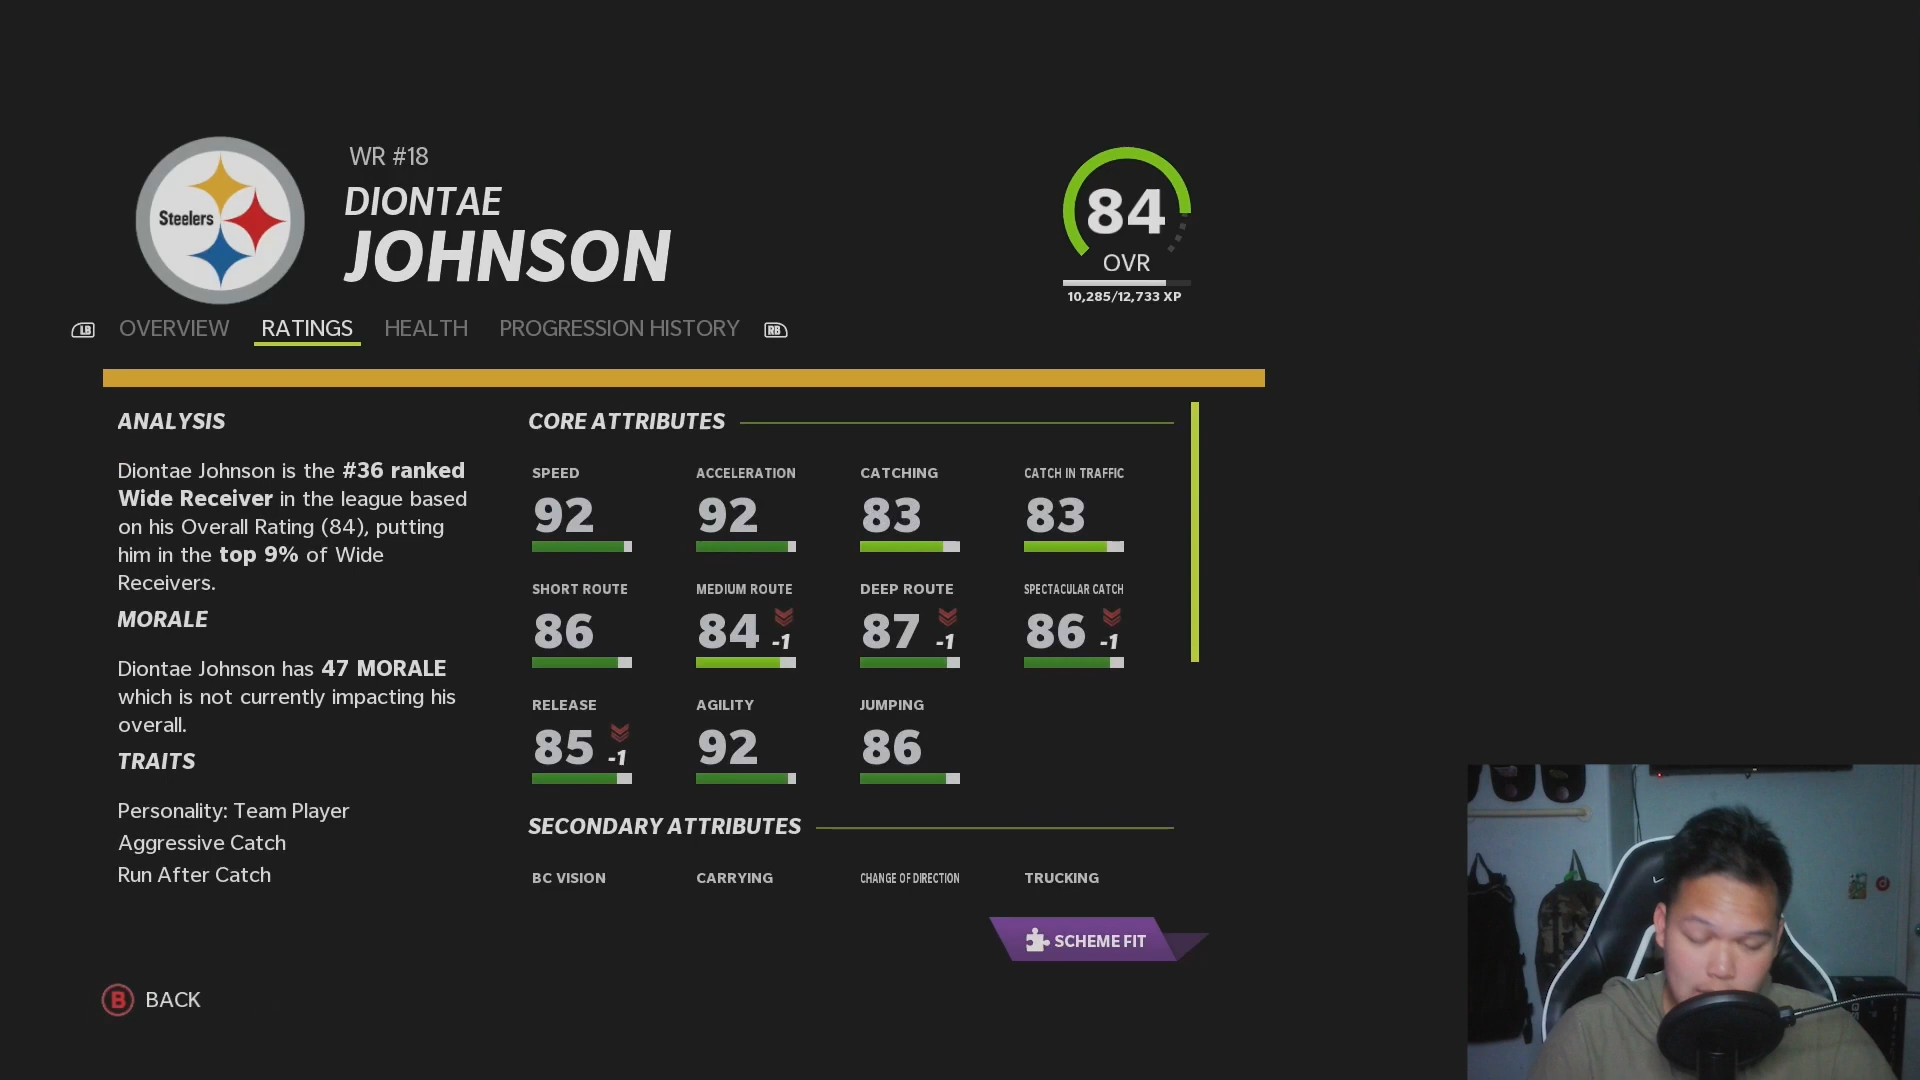 WR #18
DIONTAE
JOHNSON
Steelers
84
OVR
10,285/12,733 XP
LB OVERVIEW RATINGS HEALTH PROGRESSION HISTORY RB
ANALYSIS
Diontae Johnson is the #36 ranked
Wide Receiver in the league based
on his Overall Rating (84), putting
him in the top 9% of Wide
Receivers.
MORALE
Diontae Johnson has 47 MORALE
which is not currently impacting his
overall.
TRAITS
Personality: Team Player
Aggressive Catch
Run After Catch
CORE ATTRIBUTES
SPEED ACCELERATION CATCHING CATCH IN TRAFFIC
92 92 83 83
SHORT ROUTE MEDIUM ROUTE DEEP ROUTE SPECTACULAR CATCH
86 84 -1 87 -1 86 -1
RELEASE AGILITY JUMPING
85 -1 92 86
SECONDARY ATTRIBUTES
BC VISION CARRYING CHANGE OF DIRECTION TRUCKING
SCHEME FIT
B BACK